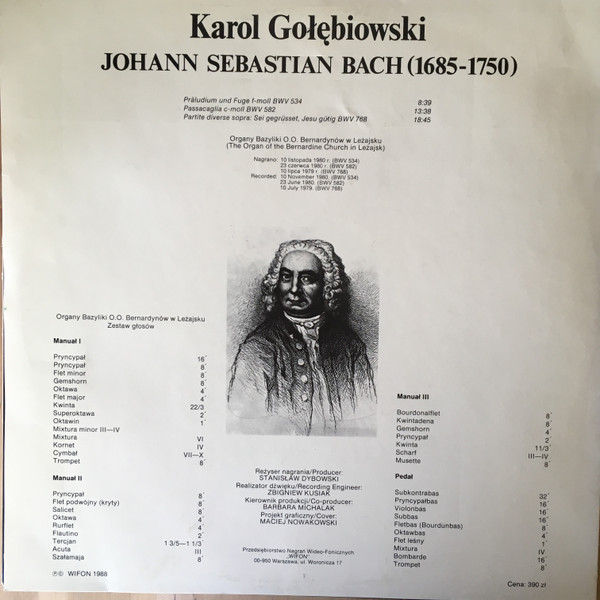 Karol Gołębiowski
JOHANN SEBASTIAN BACH (1685-1750)
Präludium und Fuge f-moll BWV 534 8:39
Passacaglia c-moll BWV 582 13:38
Partite diverse sopra: Sei gegrüsset, Jesu gütig BWV 768 18:45
Organy Bazyliki O.O. Bernardynów w Leżajsku
(The Organ of the Bernardine Church in Leżajsk)
Nagrano: 10 listopada 1980 r. (BWV 534)
23 czerwca 1980 r. (BWV 582)
10 lipca 1979 r. (BWV 768)
Recorded: 10 November 1980. (BWV 534)
23 June 1980. (BWV 582)
10 July 1979. (BWV 768)
Organy Bazyliki O.O. Bernardynów w Leżajsku
Zestaw głosów
Manuał I
Pryncypał 16'
Pryncypał 8'
Flet minor 8'
Gemshorn 8'
Oktawa 4'
Flet major 4'
Kwinta 22/3
Superoktawa 2'
Oktawin 1'
Mixtura minor III—IV
Mixtura VI
Kornet IV
Cymbał VII—X
Trompet 8'
Manuał II
Pryncypał 8'
Flet podwójny (kryty) 8'
Salicet 8'
Oktawa 4'
Rurflet 4'
Flautino 2'
Tercjan 1 3/5—1 1/3'
Acuta III
Szałamaja 8'
Manuał III
Bourdonalflet 8'
Kwintadena 8'
Gemshorn 4'
Pryncypał 2'
Kwinta 11/3'
Scharf III—IV
Musette 8'
Pedał
Subkontrabas 32'
Pryncypałbas 16'
Violonbas 16'
Subbas 16'
Fletbas (Bourdunbas) 8'
Oktawbas 4'
Flet leśny 1'
Mixtura IV
Bombarde 16'
Trompet 8'
Reżyser nagrania/Producer:
STANISŁAW DYBOWSKI
Realizator dźwięku/Recording Engineer:
ZBIGNIEW KUSIAK
Kierownik produkcji/Co-producer:
BARBARA MICHALAK
Projekt graficzny/Cover:
MACIEJ NOWAKOWSKI
Przedsiębiorstwo Nagrań Wideo-Fonicznych
"WIFON"
00-950 Warszawa, ul. Woronicza 17
℗© WIFON 1988
Cena: 390 zł